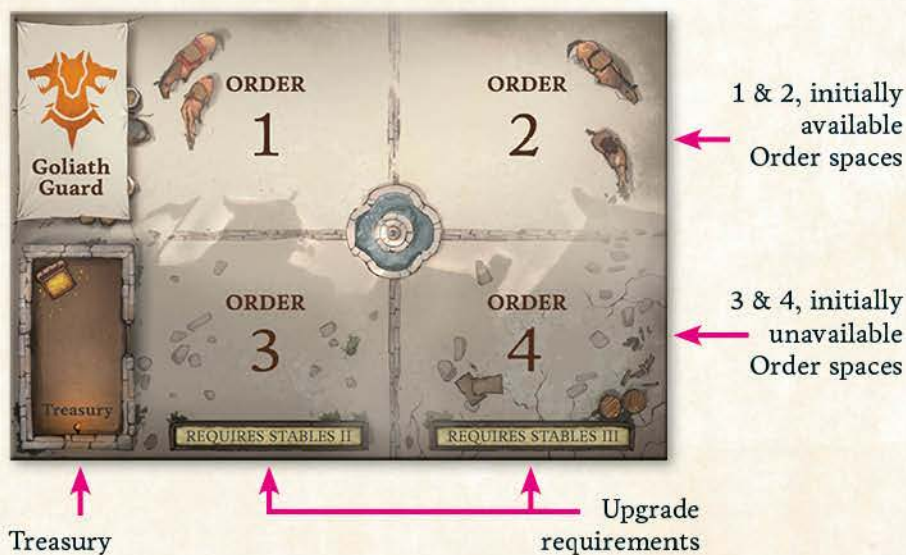 Goliath
Guard
ORDER
1
ORDER
2
1 & 2, initially
available
Order spaces
ORDER
3
ORDER
4
3 & 4, initially
unavailable
Order spaces
Treasury
REQUIRES STABLES II
REQUIRES STABLES III
Treasury
Upgrade
requirements